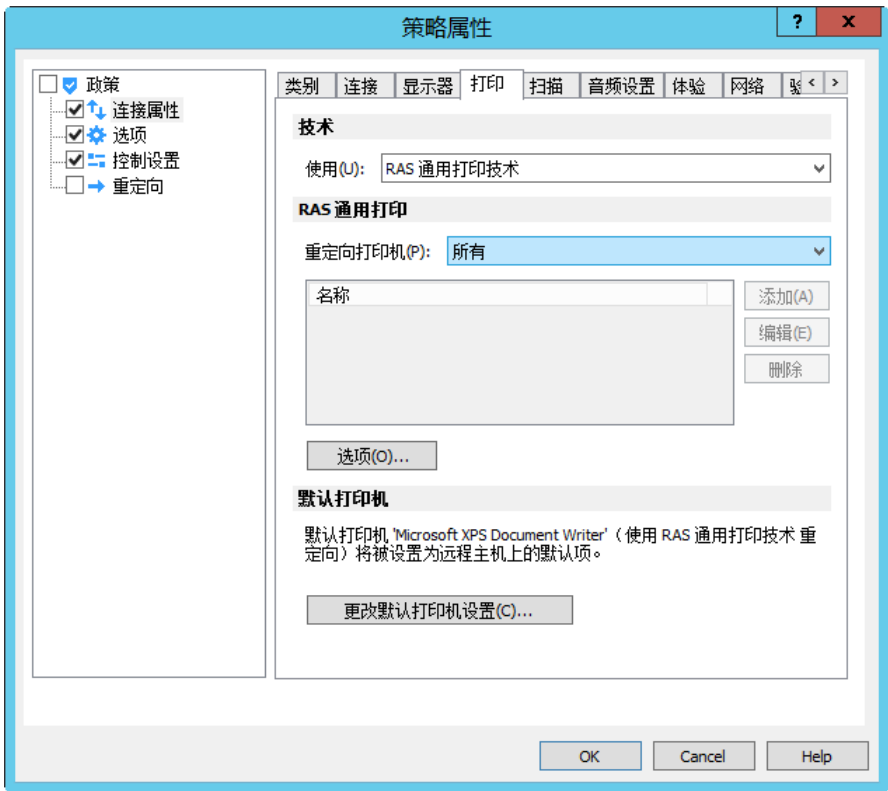 策略属性
?
x
政策
连接属性
选项
控制设置
重定向
类别 连接 显示器 打印 扫描 音频设置 体验 网络
技术
使用(U): RAS 通用打印技术
RAS 通用打印
重定向打印机(P): 所有
名称
添加(A)
编辑(E)
删除
选项(O)...
默认打印机
默认打印机 'Microsoft XPS Document Writer'（使用 RAS 通用打印技术 重
定向）将被设置为远程主机上的默认项。
更改默认打印机设置(C)...
OK Cancel Help